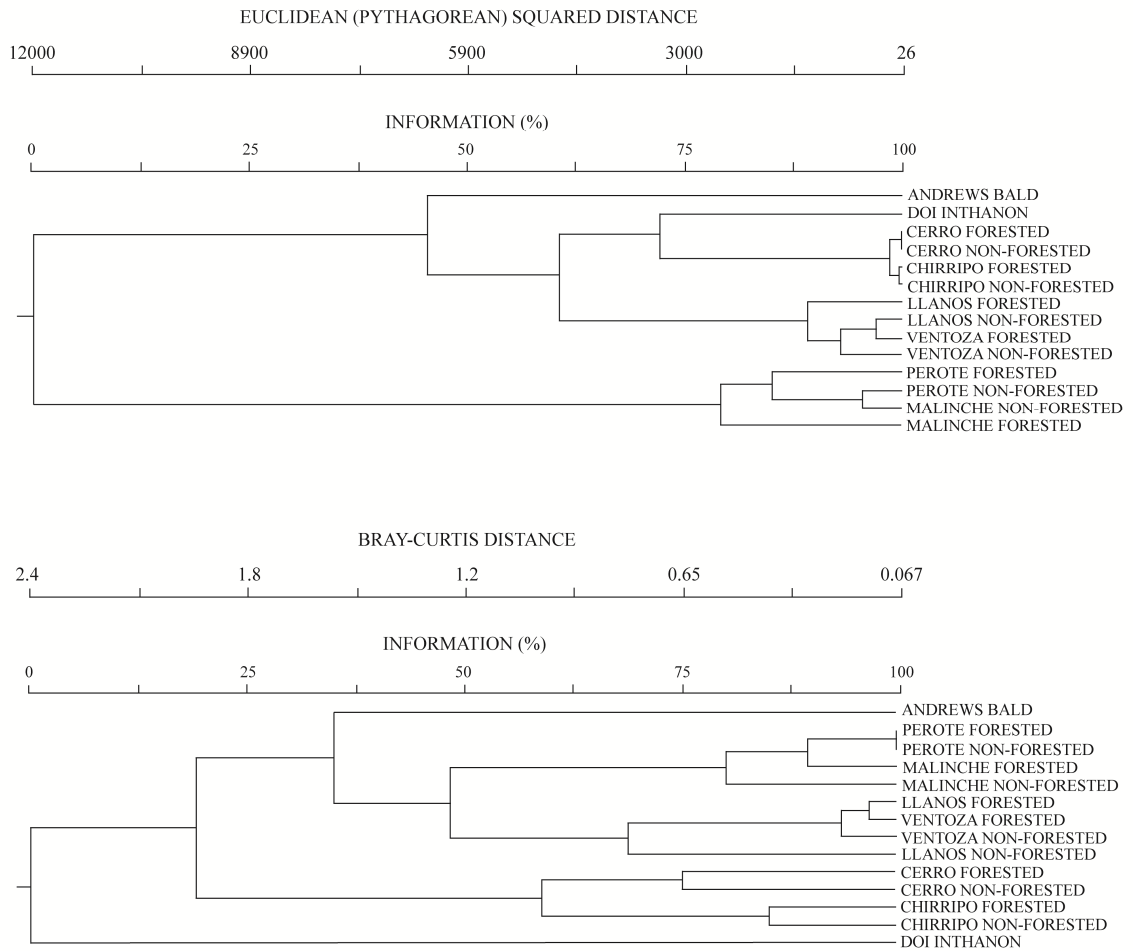 EUCLIDEAN (PYTHAGOREAN) SQUARED DISTANCE
12000 8900 5900 3000 26
INFORMATION (%)
0 25 50 75 100
ANDREWS BALD
DOI INTHANON
CERRO FORESTED
CERRO NON-FORESTED
CHIRRIPO FORESTED
CHIRRIPO NON-FORESTED
LLANOS FORESTED
LLANOS NON-FORESTED
VENTOZA FORESTED
VENTOZA NON-FORESTED
PEROTE FORESTED
PEROTE NON-FORESTED
MALINCHE NON-FORESTED
MALINCHE FORESTED
BRAY-CURTIS DISTANCE
2.4 1.8 1.2 0.65 0.067
INFORMATION (%)
0 25 50 75 100
ANDREWS BALD
PEROTE FORESTED
PEROTE NON-FORESTED
MALINCHE FORESTED
MALINCHE NON-FORESTED
LLANOS FORESTED
VENTOZA FORESTED
VENTOZA NON-FORESTED
LLANOS NON-FORESTED
CERRO FORESTED
CERRO NON-FORESTED
CHIRRIPO FORESTED
CHIRRIPO NON-FORESTED
DOI INTHANON